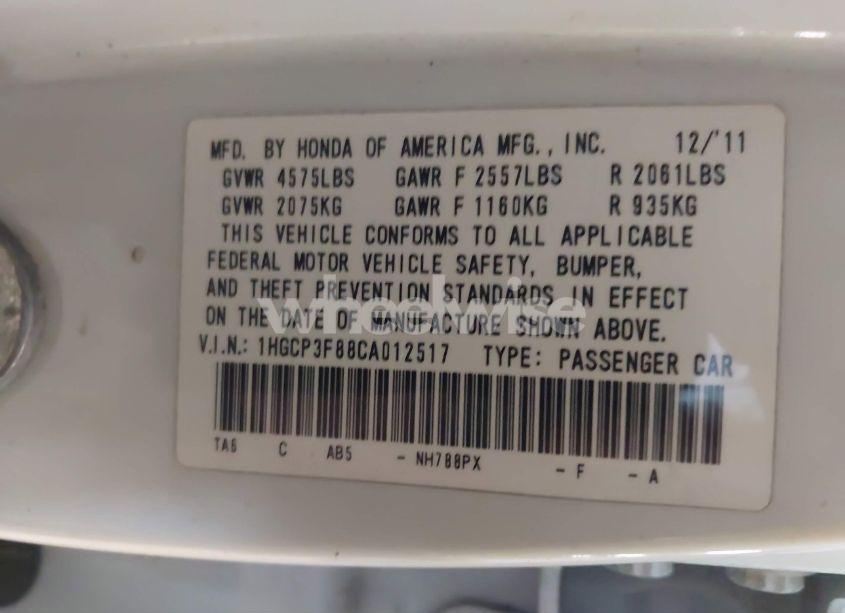 MFD. BY HONDA OF AMERICA MFG., INC. 12/'11
GVWR 4575LBS GAWR F 2557LBS R 2061LBS
GVWR 2075KG GAWR F 1160KG R 935KG
THIS VEHICLE CONFORMS TO ALL APPLICABLE
FEDERAL MOTOR VEHICLE SAFETY, BUMPER,
AND THEFT PREVENTION STANDARDS IN EFFECT
wheelwise
ON THE DATE OF MANUFACTURE SHOWN ABOVE.
V.I.N.: 1HGCP3F88CA012517 TYPE: PASSENGER CAR
TA6 C AB5 - NH788PX - F - A